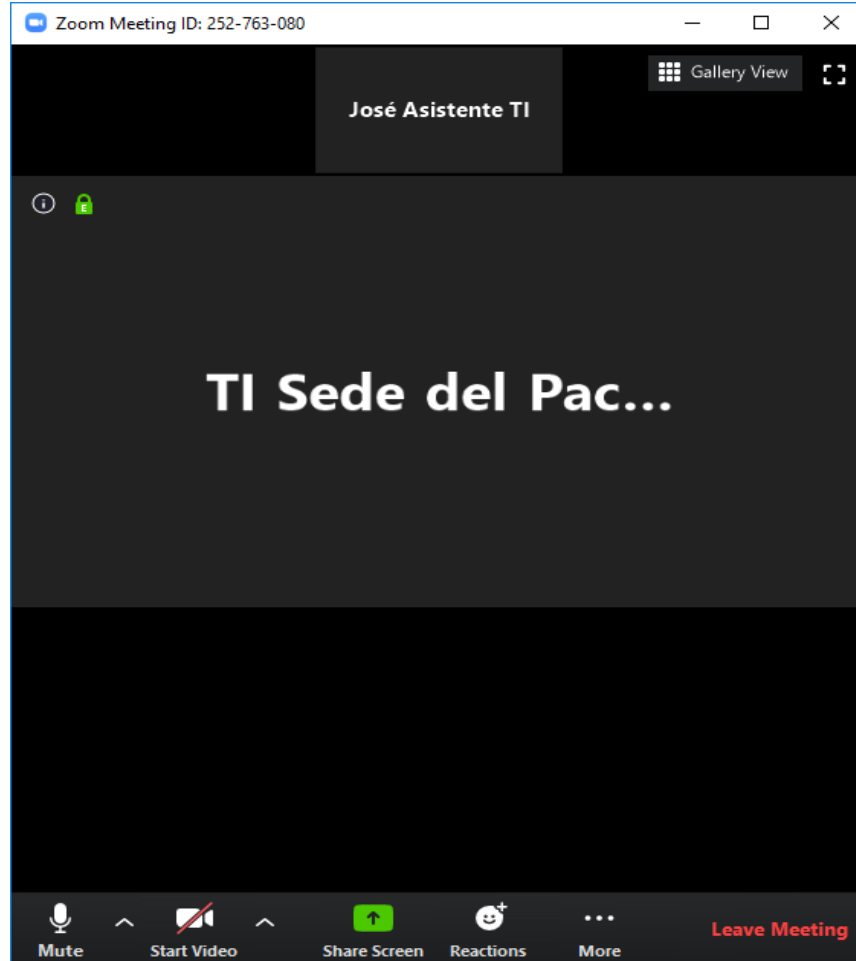 Zoom Meeting ID: 252-763-080
Gallery View
José Asistente TI
E
TI Sede del Pac...
Mute
Start Video
Share Screen
Reactions
More
Leave Meeting